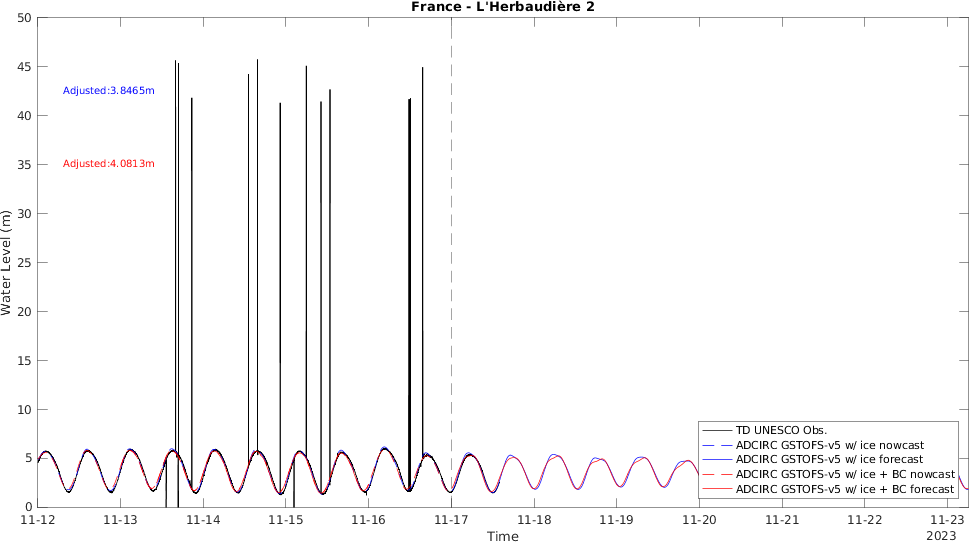 France - L'Herbaudière 2
50
45
40
35
30
25
20
15
10
5
0
Water Level (m)
Adjusted:3.8465m
Adjusted:4.0813m
TD UNESCO Obs.
ADCIRC GSTOFS-v5 w/ ice nowcast
ADCIRC GSTOFS-v5 w/ ice forecast
ADCIRC GSTOFS-v5 w/ ice + BC nowcast
ADCIRC GSTOFS-v5 w/ ice + BC forecast
11-12 11-13 11-14 11-15 11-16 11-17 11-18 11-19 11-20 11-21 11-22 11-23
Time
2023